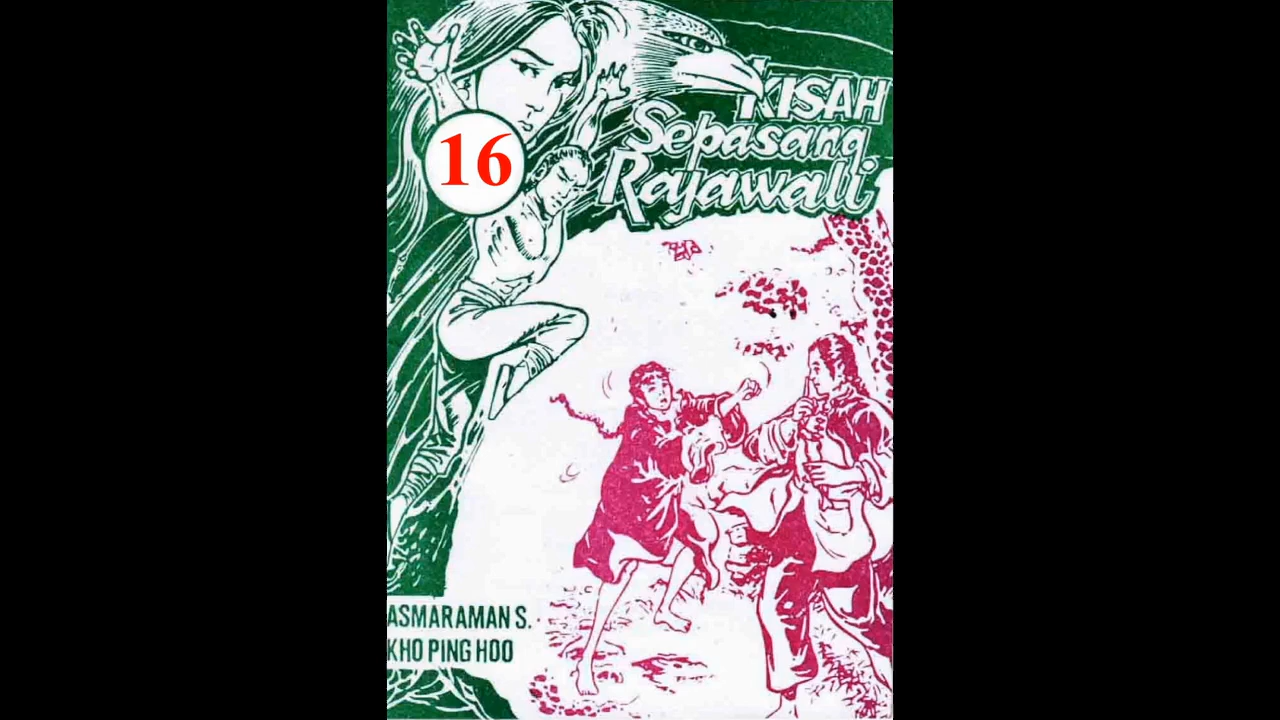 KISAH
Sepasang
Rajawali
16
ASMARAMAN S.
KHO PING HOO